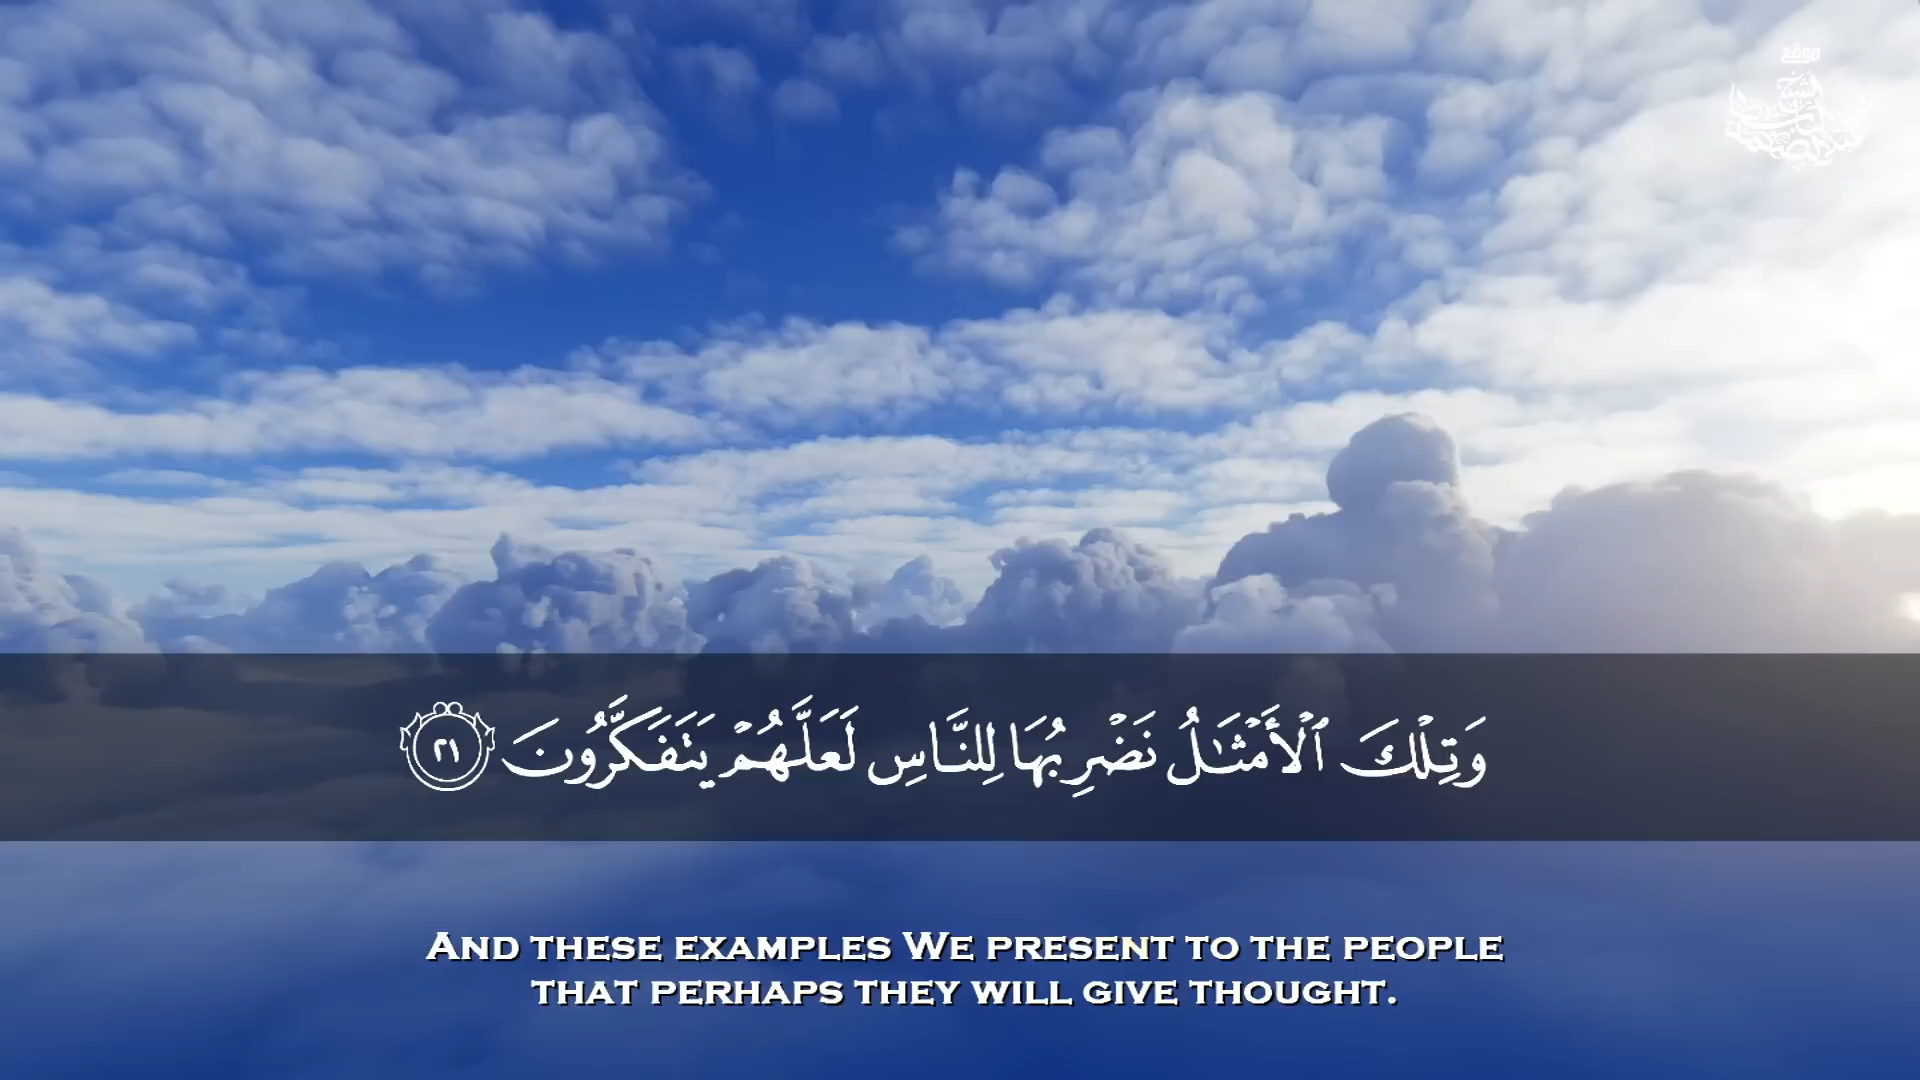 موقع
وَتِلۡكَ ٱلۡأَمۡثَٰلُ نَضۡرِبُهَا لِلنَّاسِ لَعَلَّهُمۡ يَتَفَكَّرُونَ ٢١
AND THESE EXAMPLES WE PRESENT TO THE PEOPLE
THAT PERHAPS THEY WILL GIVE THOUGHT.